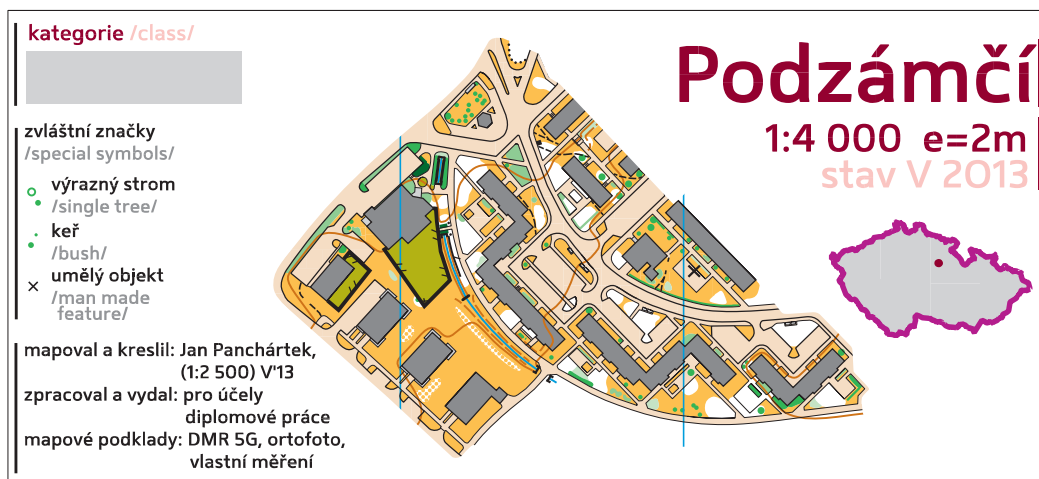 kategorie /class/
Podzámčí
1:4 000 e=2m
stav V 2013
zvláštní značky
/special symbols/
výrazný strom
/single tree/
keř
/bush/
umělý objekt
/man made
feature/
mapoval a kreslil: Jan Panchártek,
(1:2 500) V'13
zpracoval a vydal: pro účely
diplomové práce
mapové podklady: DMR 5G, ortofoto,
vlastní měření